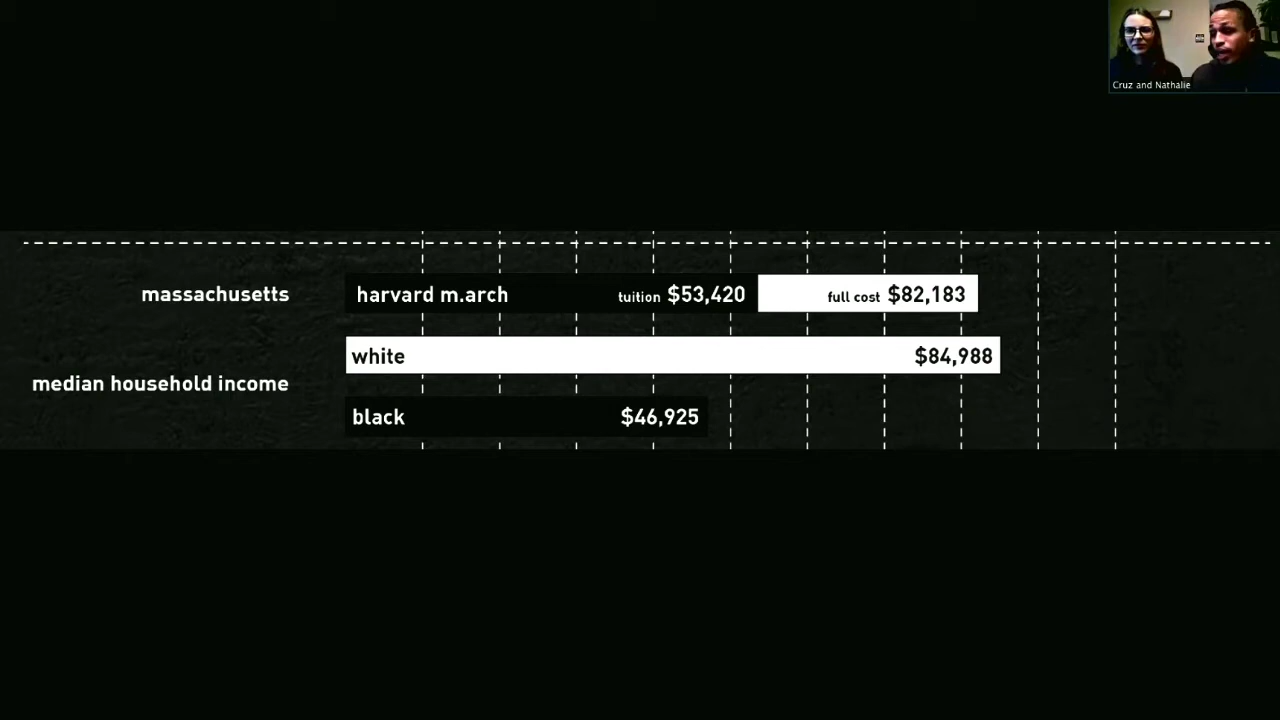 Cruz and Nathalie
massachusetts
harvard m.arch tuition $53,420 full cost $82,183
median household income
white $84,988
black $46,925